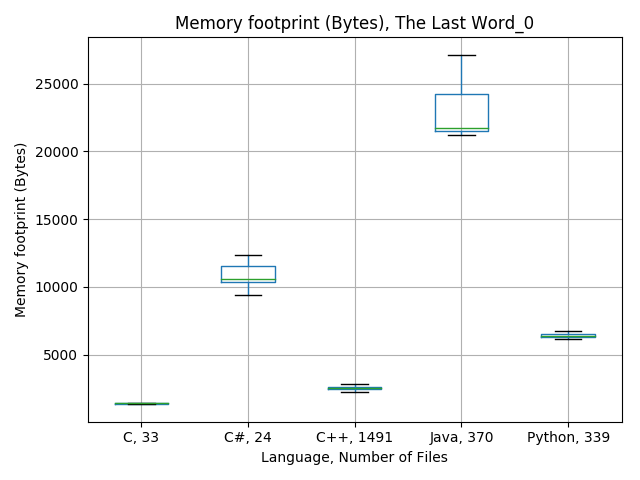 Memory footprint (Bytes), The Last Word_0
25000
20000
15000
10000
5000
Memory footprint (Bytes)
C, 33
C#, 24
C++, 1491
Java, 370
Python, 339
Language, Number of Files